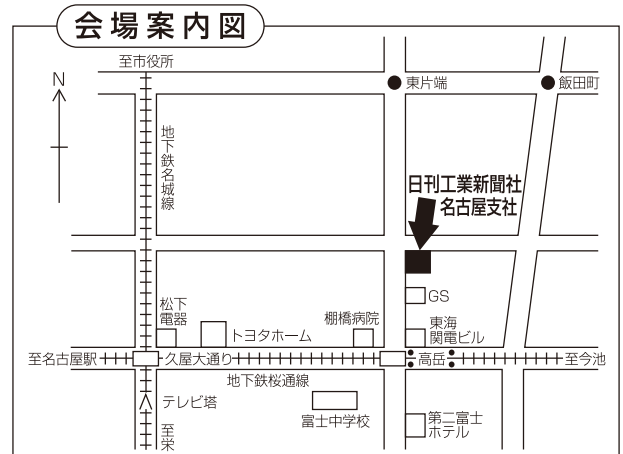 会場案内図
至市役所
N
東片端
飯田町
地下鉄名城線
日刊工業新聞社
名古屋支社
GS
松下
電器
トヨタホーム
棚橋病院
東海
関電ビル
至名古屋駅
久屋大通り
高岳
至今池
地下鉄桜通線
テレビ塔
富士中学校
第二富士
ホテル
至栄